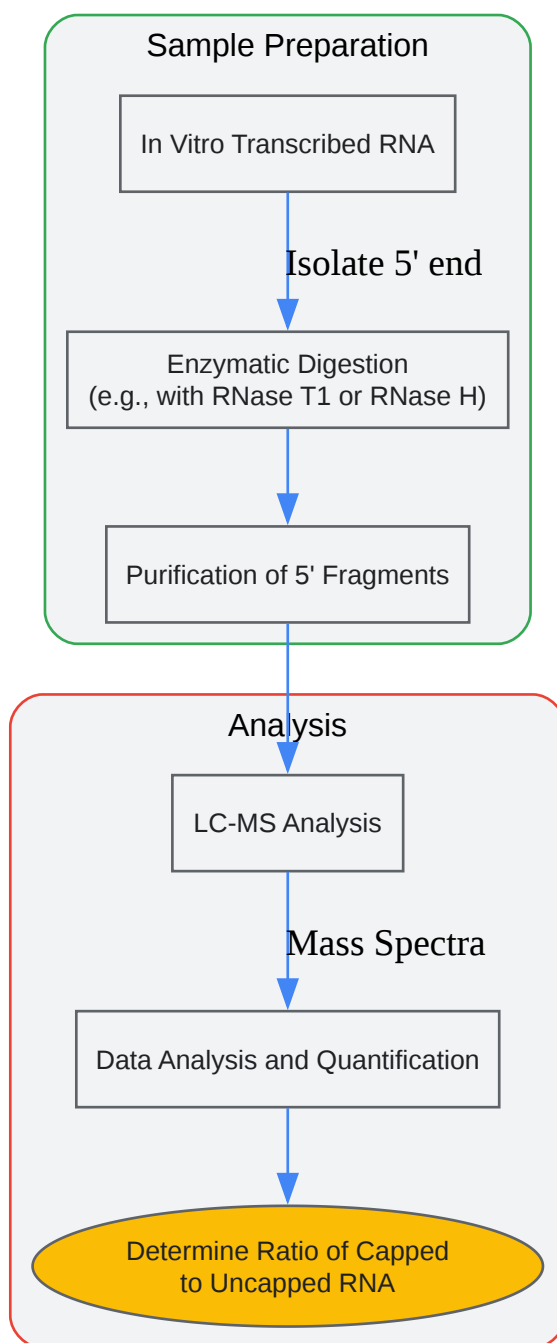 Sample Preparation
In Vitro Transcribed RNA
Isolate 5' end
Enzymatic Digestion
(e.g., with RNase T1 or RNase H)
Purification of 5' Fragments
Analysis
LC-MS Analysis
Mass Spectra
Data Analysis and Quantification
Determine Ratio of Capped
to Uncapped RNA